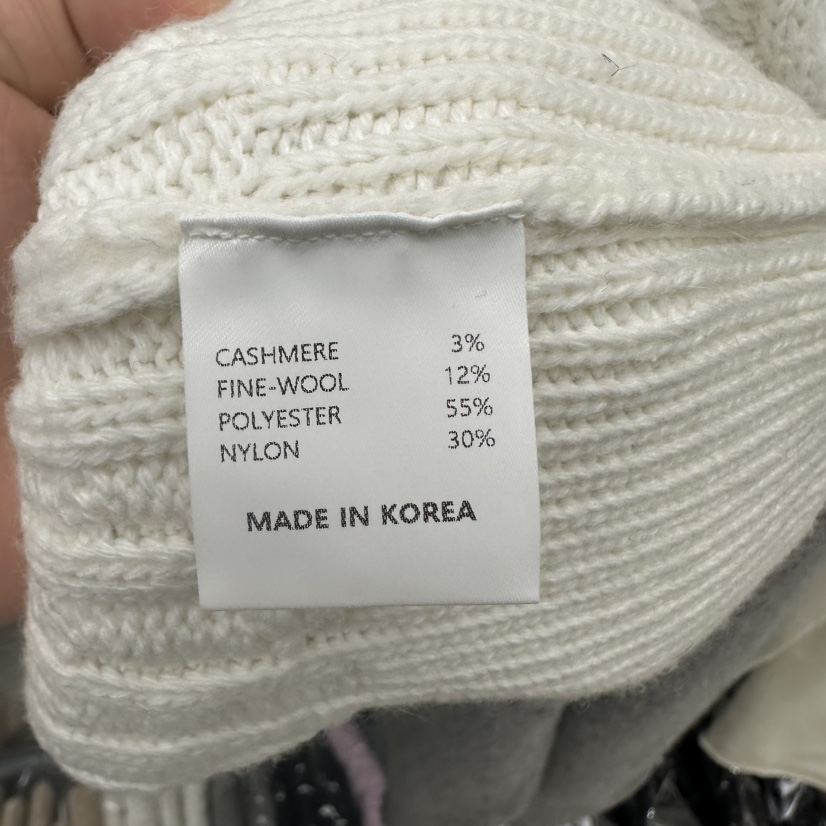 CASHMERE 3%
FINE-WOOL 12%
POLYESTER 55%
NYLON 30%
MADE IN KOREA